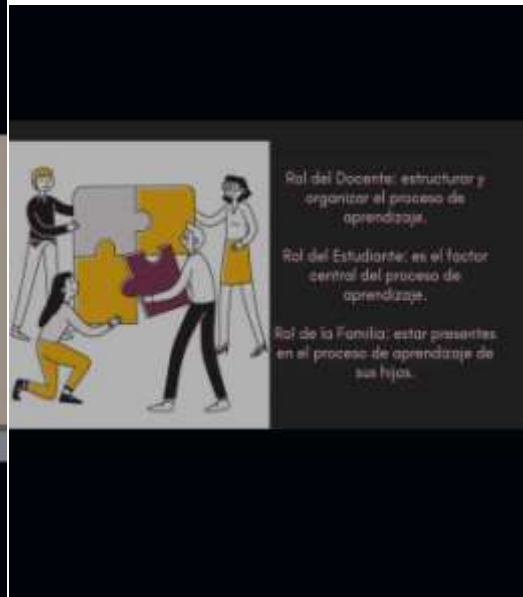 Rol del Docente: estructurar y
organizar el proceso de
aprendizaje.
Rol del Estudiante: es el factor
central del proceso de
aprendizaje.
Rol de la Familia: estar presentes
en el proceso de aprendizaje de
sus hijos.